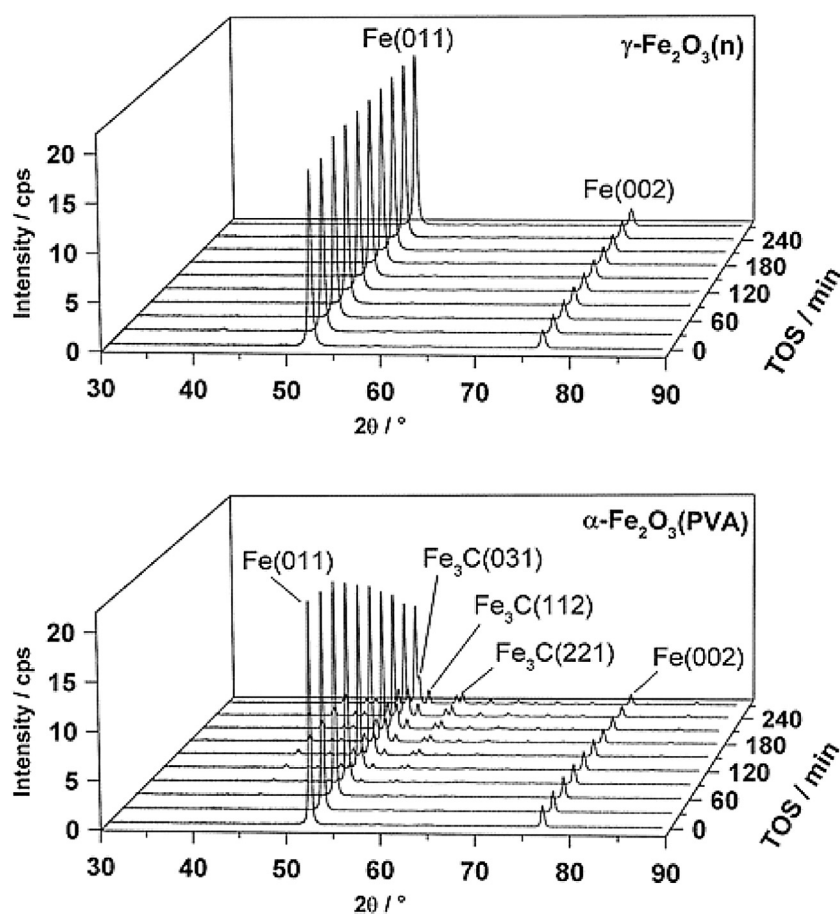 Fe(011)
γ-Fe₂O₃(n)
Fe(002)
Intensity / cps
20
15
10
5
0
30
40
50
60
70
80
90
2θ / °
0
60
120
180
240
TOS / min
α-Fe₂O₃(PVA)
Fe(011)
Fe₃C(031)
Fe₃C(112)
Fe₃C(221)
Fe(002)
Intensity / cps
20
15
10
5
0
30
40
50
60
70
80
90
2θ / °
0
60
120
180
240
TOS / min